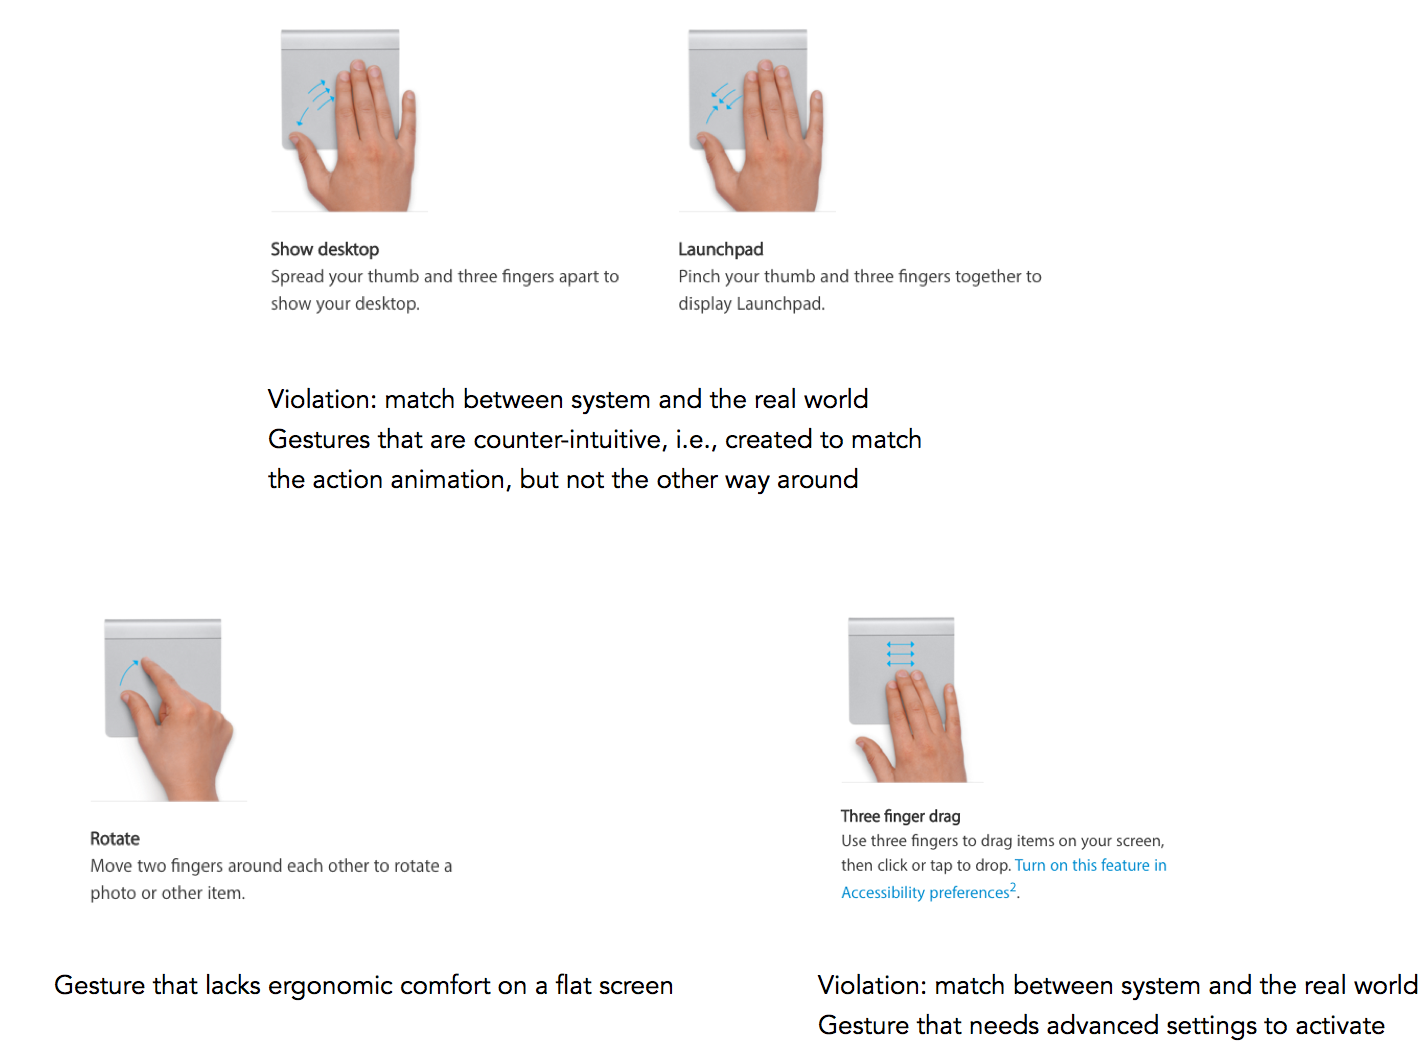 Show desktop
Spread your thumb and three fingers apart to
show your desktop.
Launchpad
Pinch your thumb and three fingers together to
display Launchpad.
Violation: match between system and the real world
Gestures that are counter-intuitive, i.e., created to match
the action animation, but not the other way around
Rotate
Move two fingers around each other to rotate a
photo or other item.
Gesture that lacks ergonomic comfort on a flat screen
Three finger drag
Use three fingers to drag items on your screen,
then click or tap to drop. Turn on this feature in
Accessibility preferences².
Violation: match between system and the real world
Gesture that needs advanced settings to activate